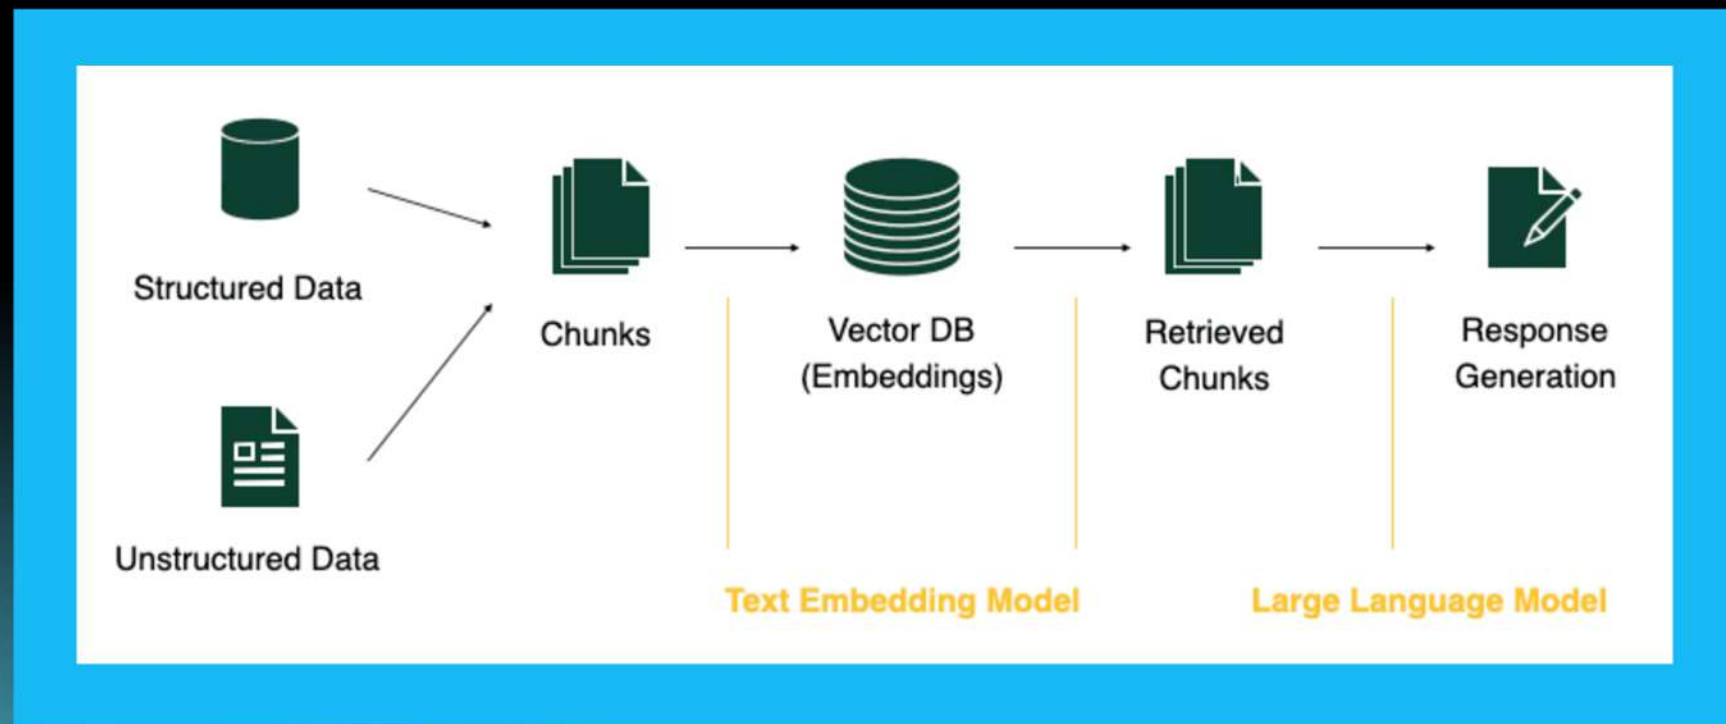 Structured Data
Unstructured Data
Chunks
Vector DB
(Embeddings)
Retrieved
Chunks
Response
Generation
Text Embedding Model
Large Language Model